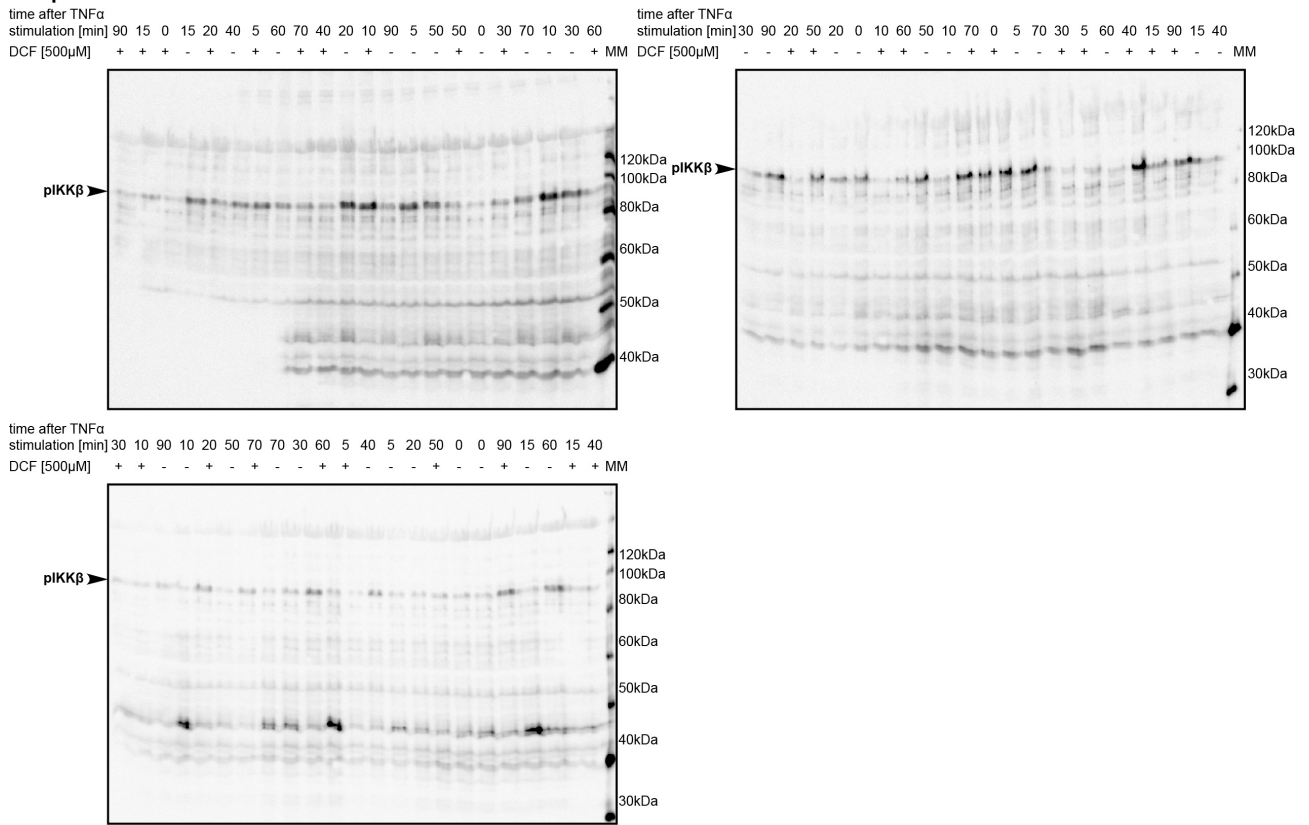 time after TNFα
stimulation [min] 90 15 0 15 20 40 5 60 70 40 20 10 90 5 50 50 0 30 70 10 30 60
DCF [500µM] + + + - + - + - + + - + - - + - - + - - - + MM
120kDa
100kDa
pIKKβ
80kDa
60kDa
50kDa
40kDa
time after TNFα
stimulation [min] 30 90 20 50 20 0 10 60 50 10 70 0 5 70 30 5 60 40 15 90 15 40
DCF [500µM] - - + + - - + + - - + + - - + + - + + + - - MM
120kDa
100kDa
pIKKβ
80kDa
60kDa
50kDa
40kDa
30kDa
time after TNFα
stimulation [min] 30 10 90 10 20 50 70 70 30 60 5 40 5 20 50 0 0 90 15 60 15 40
DCF [500µM] + + - - + - + - - + + - - - + - - + - - + + MM
120kDa
pIKKβ
100kDa
80kDa
60kDa
50kDa
40kDa
30kDa